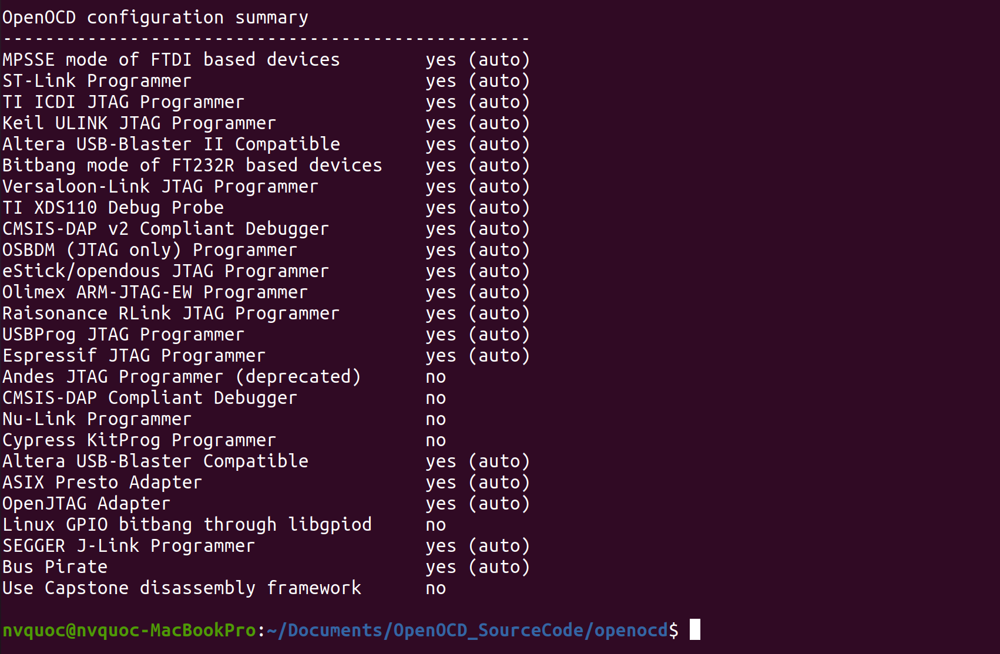 OpenOCD configuration summary
--------------------------------------------------
MPSSE mode of FTDI based devices        yes (auto)
ST-Link Programmer                      yes (auto)
TI ICDI JTAG Programmer                 yes (auto)
Keil ULINK JTAG Programmer              yes (auto)
Altera USB-Blaster II Compatible        yes (auto)
Bitbang mode of FT232R based devices    yes (auto)
Versaloon-Link JTAG Programmer          yes (auto)
TI XDS110 Debug Probe                   yes (auto)
CMSIS-DAP v2 Compliant Debugger         yes (auto)
OSBDM (JTAG only) Programmer            yes (auto)
eStick/opendous JTAG Programmer         yes (auto)
Olimex ARM-JTAG-EW Programmer           yes (auto)
Raisonance RLink JTAG Programmer        yes (auto)
USBProg JTAG Programmer                 yes (auto)
Espressif JTAG Programmer               yes (auto)
Andes JTAG Programmer (deprecated)      no
CMSIS-DAP Compliant Debugger            no
Nu-Link Programmer                      no
Cypress KitProg Programmer              no
Altera USB-Blaster Compatible           yes (auto)
ASIX Presto Adapter                     yes (auto)
OpenJTAG Adapter                        yes (auto)
Linux GPIO bitbang through libgpiod     no
SEGGER J-Link Programmer                yes (auto)
Bus Pirate                              yes (auto)
Use Capstone disassembly framework      no
nvquoc@nvquoc-MacBookPro:~/Documents/OpenOCD_SourceCode/openocd$